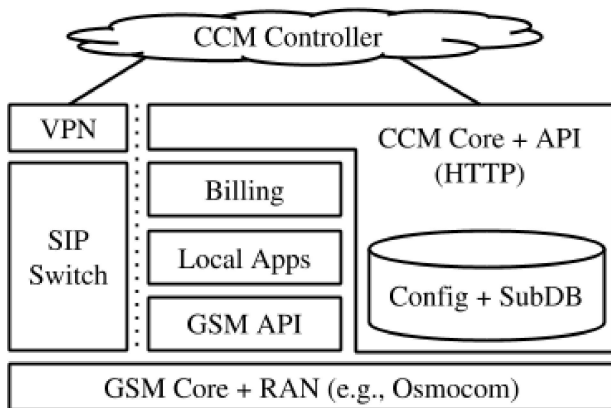 CCM Controller
VPN
CCM Core + API
(HTTP)
Billing
SIP
Switch
Local Apps
Config + SubDB
GSM API
GSM Core + RAN (e.g., Osmocom)